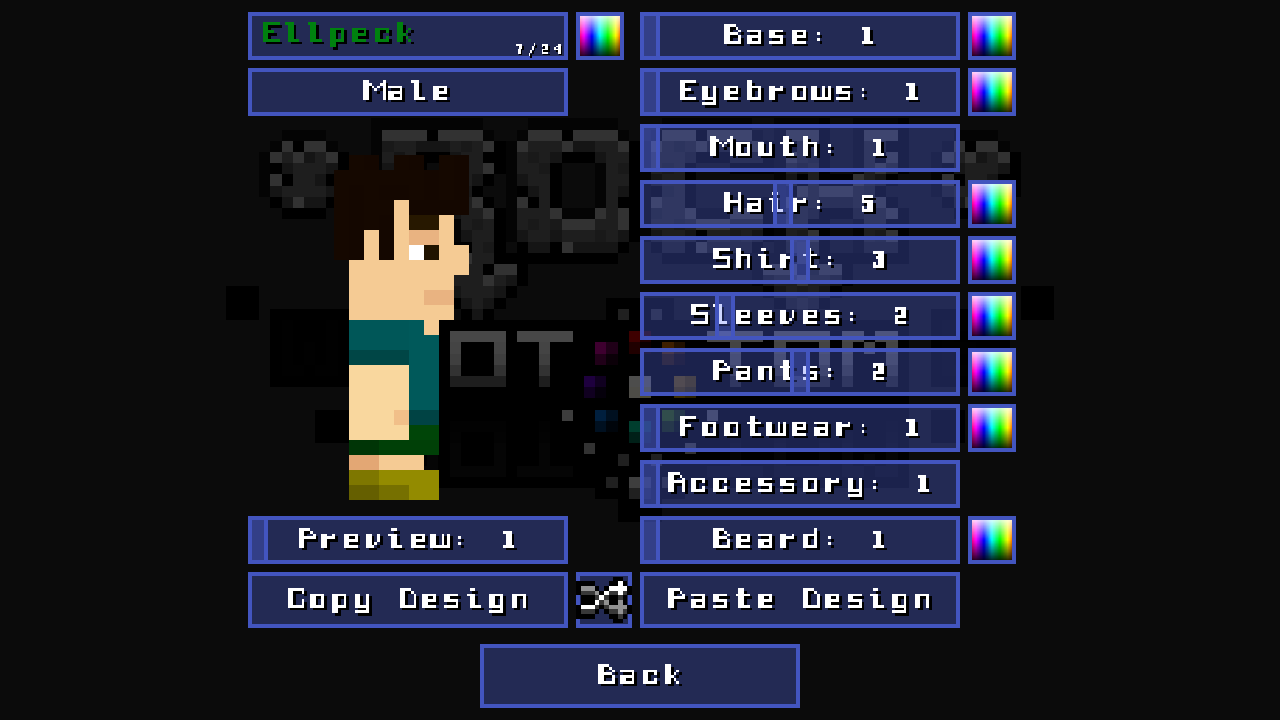 Ellpeck
7/24
Male
Base: 1
Eyebrows: 1
Mouth: 1
Hair: 5
Shirt: 3
Sleeves: 2
Pants: 2
Footwear: 1
Accessory: 1
Beard: 1
Preview: 1
Copy Design
Paste Design
Back